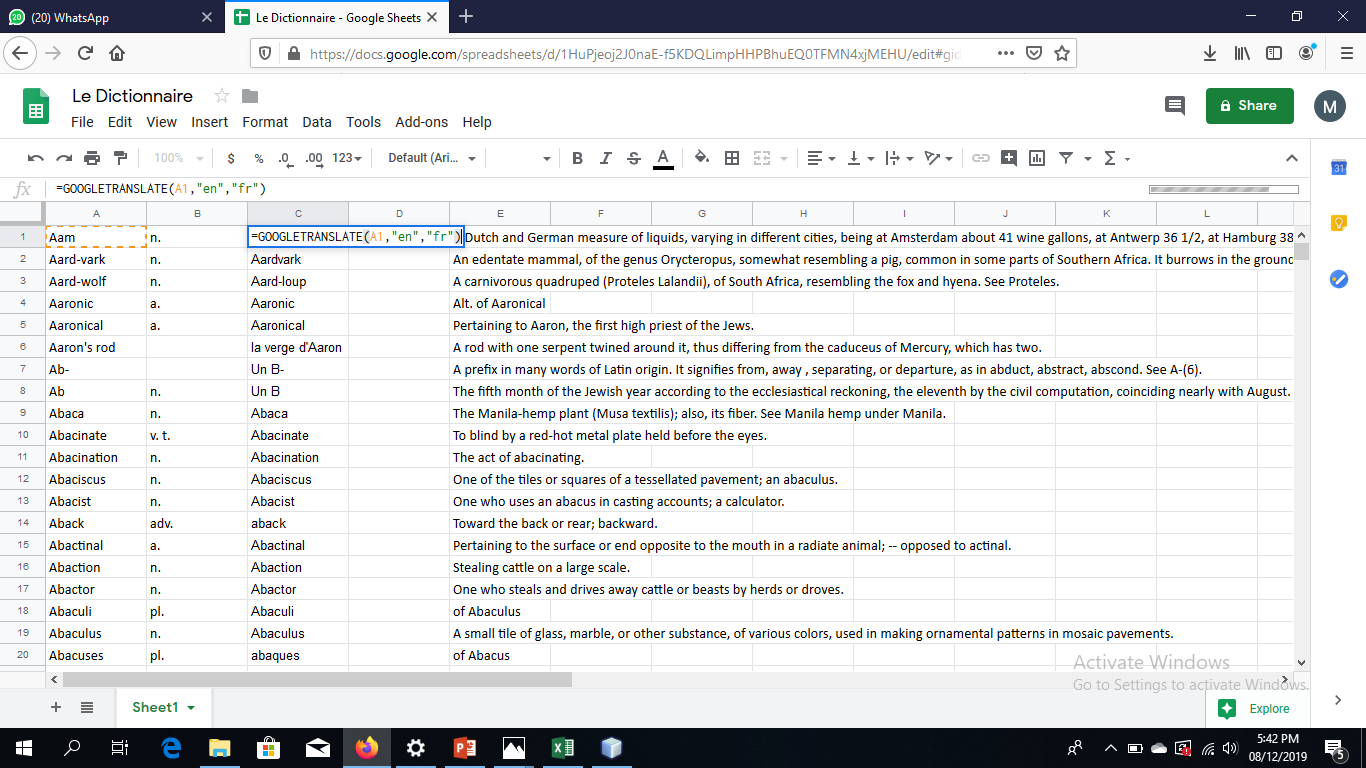 (20) WhatsApp
Le Dictionnaire - Google Sheets
https://docs.google.com/spreadsheets/d/1HuPjeoj2J0naE-f5KDQLimpHHPBhuEQ0TFMN4xjMEHU/edit#gid
Le Dictionnaire
File Edit View Insert Format Data Tools Add-ons Help
Share
M
100% $ % .0 .00 123 Default (Ari... B I S A
31
fx =GOOGLETRANSLATE(A1,"en","fr")
A B C D E F G H I J K L
1 Aam n. =GOOGLETRANSLATE(A1,"en","fr") Dutch and German measure of liquids, varying in different cities, being at Amsterdam about 41 wine gallons, at Antwerp 36 1/2, at Hamburg 38
2 Aard-vark n. Aardvark An edentate mammal, of the genus Orycteropus, somewhat resembling a pig, common in some parts of Southern Africa. It burrows in the ground
3 Aard-wolf n. Aard-loup A carnivorous quadruped (Proteles Lalandii), of South Africa, resembling the fox and hyena. See Proteles.
4 Aaronic a. Aaronic Alt. of Aaronical
5 Aaronical a. Aaronical Pertaining to Aaron, the first high priest of the Jews.
6 Aaron's rod la verge d'Aaron A rod with one serpent twined around it, thus differing from the caduceus of Mercury, which has two.
7 Ab- Un B- A prefix in many words of Latin origin. It signifies from, away , separating, or departure, as in abduct, abstract, abscond. See A-(6).
8 Ab n. Un B The fifth month of the Jewish year according to the ecclesiastical reckoning, the eleventh by the civil computation, coinciding nearly with August.
9 Abaca n. Abaca The Manila-hemp plant (Musa textilis); also, its fiber. See Manila hemp under Manila.
10 Abacinate v. t. Abacinate To blind by a red-hot metal plate held before the eyes.
11 Abacination n. Abacination The act of abacinating.
12 Abaciscus n. Abaciscus One of the tiles or squares of a tessellated pavement; an abaculus.
13 Abacist n. Abacist One who uses an abacus in casting accounts; a calculator.
14 Aback adv. aback Toward the back or rear; backward.
15 Abactinal a. Abactinal Pertaining to the surface or end opposite to the mouth in a radiate animal; -- opposed to actinal.
16 Abaction n. Abaction Stealing cattle on a large scale.
17 Abactor n. Abactor One who steals and drives away cattle or beasts by herds or droves.
18 Abaculi pl. Abaculi of Abaculus
19 Abaculus n. Abaculus A small tile of glass, marble, or other substance, of various colors, used in making ornamental patterns in mosaic pavements.
20 Abacuses pl. abaques of Abacus
Activate Windows
Go to Settings to activate Windows.
Sheet1
Explore
5:42 PM
08/12/2019
5